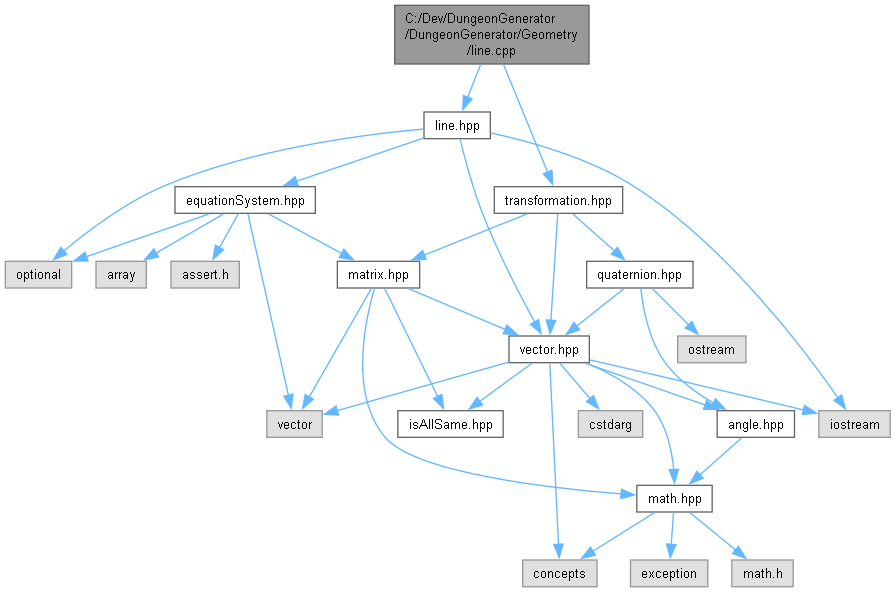 C:/Dev/DungeonGenerator
/DungeonGenerator/Geometry
/line.cpp
line.hpp
equationSystem.hpp
transformation.hpp
optional
array
assert.h
matrix.hpp
quaternion.hpp
vector.hpp
ostream
vector
isAllSame.hpp
cstdarg
angle.hpp
iostream
math.hpp
concepts
exception
math.h